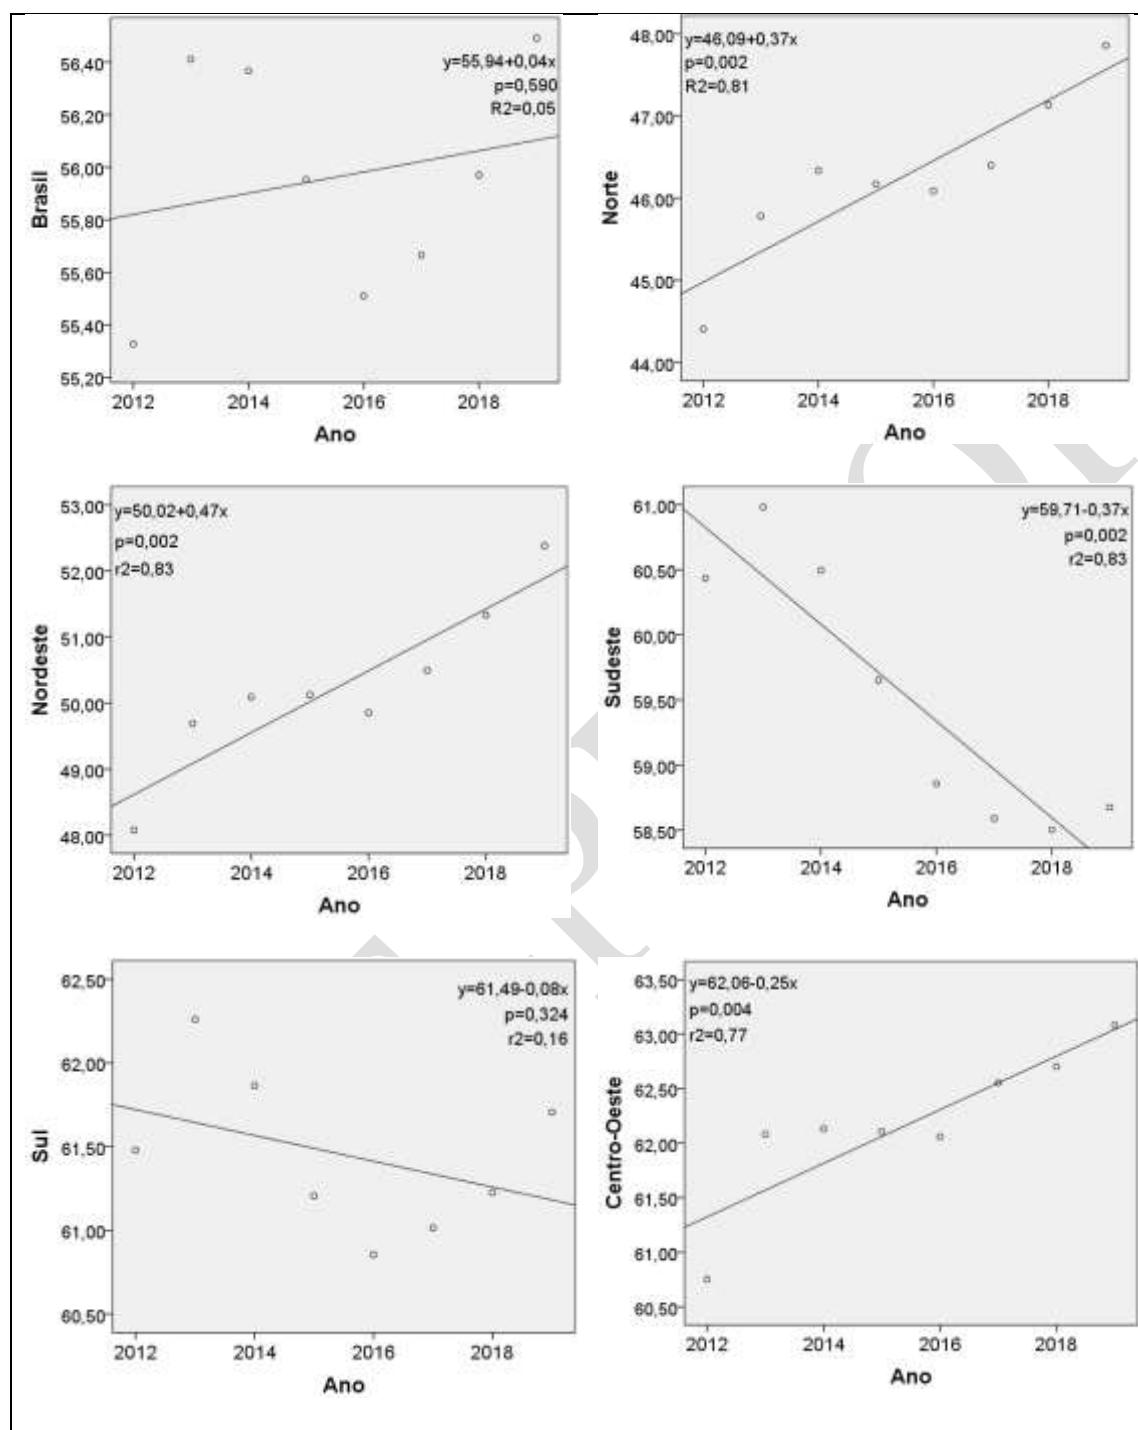 y=55,94+0,04x
p=0,590
R2=0,05
56,40
56,20
56,00
55,80
55,60
55,40
55,20
Brasil
2012 2014 2016 2018
Ano
y=46,09+0,37x
p=0,002
R2=0,81
48,00
47,00
46,00
45,00
44,00
Norte
2012 2014 2016 2018
Ano
y=50,02+0,47x
p=0,002
r2=0,83
53,00
52,00
51,00
50,00
49,00
48,00
Nordeste
2012 2014 2016 2018
Ano
y=59,71-0,37x
p=0,002
r2=0,83
61,00
60,50
60,00
59,50
59,00
58,50
Sudeste
2012 2014 2016 2018
Ano
y=61,49-0,08x
p=0,324
r2=0,16
62,50
62,00
61,50
61,00
60,50
Sul
2012 2014 2016 2018
Ano
y=62,06-0,25x
p=0,004
r2=0,77
63,50
63,00
62,50
62,00
61,50
61,00
60,50
Centro-Oeste
2012 2014 2016 2018
Ano